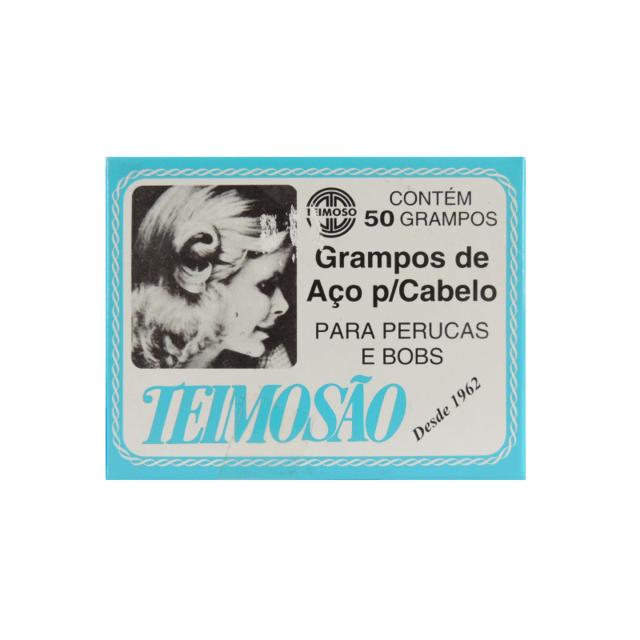 TEIMOSO
CONTÉM
50 GRAMPOS
Grampos de
Aço p/Cabelo
PARA PERUCAS
E BOBS
TEIMOSÃO
Desde 1962